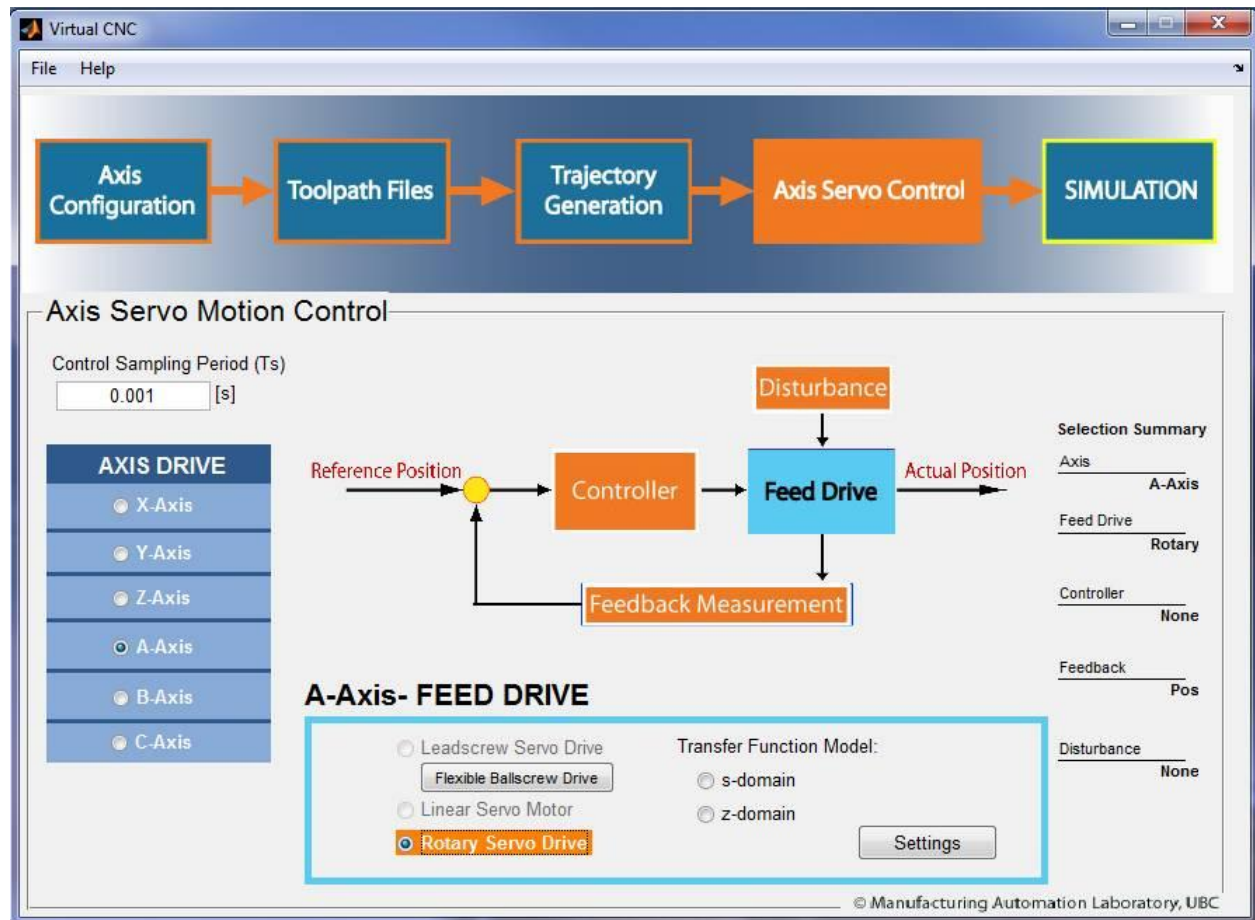 Virtual CNC
File Help
Axis
Configuration
Toolpath Files
Trajectory
Generation
Axis Servo Control
SIMULATION
Axis Servo Motion Control
Control Sampling Period (Ts)
0.001 [s]
AXIS DRIVE
X-Axis
Y-Axis
Z-Axis
A-Axis
B-Axis
C-Axis
Disturbance
Reference Position
Controller
Feed Drive
Actual Position
Feedback Measurement
Selection Summary
Axis
A-Axis
Feed Drive
Rotary
Controller
None
Feedback
Pos
Disturbance
None
A-Axis- FEED DRIVE
Leadscrew Servo Drive
Flexible Ballscrew Drive
Linear Servo Motor
Rotary Servo Drive
Transfer Function Model:
s-domain
z-domain
Settings
© Manufacturing Automation Laboratory, UBC